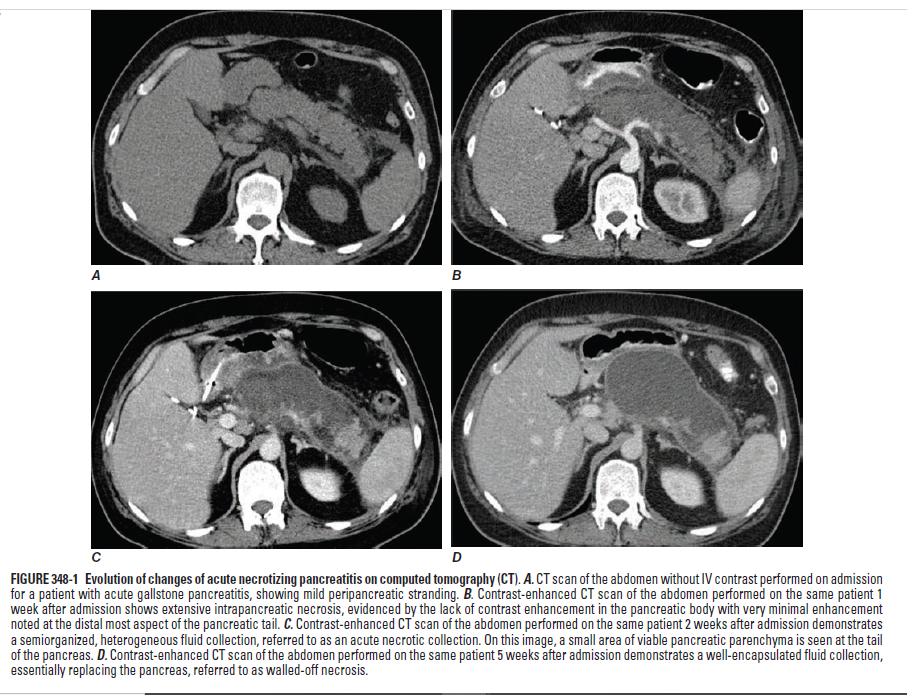 A
B
C
D
FIGURE 348-1 Evolution of changes of acute necrotizing pancreatitis on computed tomography (CT). A. CT scan of the abdomen without IV contrast performed on admission
for a patient with acute gallstone pancreatitis, showing mild peripancreatic stranding. B. Contrast-enhanced CT scan of the abdomen performed on the same patient 1
week after admission shows extensive intrapancreatic necrosis, evidenced by the lack of contrast enhancement in the pancreatic body with very minimal enhancement
noted at the distal most aspect of the pancreatic tail. C. Contrast-enhanced CT scan of the abdomen performed on the same patient 2 weeks after admission demonstrates
a semiorganized, heterogeneous fluid collection, referred to as an acute necrotic collection. On this image, a small area of viable pancreatic parenchyma is seen at the tail
of the pancreas. D. Contrast-enhanced CT scan of the abdomen performed on the same patient 5 weeks after admission demonstrates a well-encapsulated fluid collection,
essentially replacing the pancreas, referred to as walled-off necrosis.